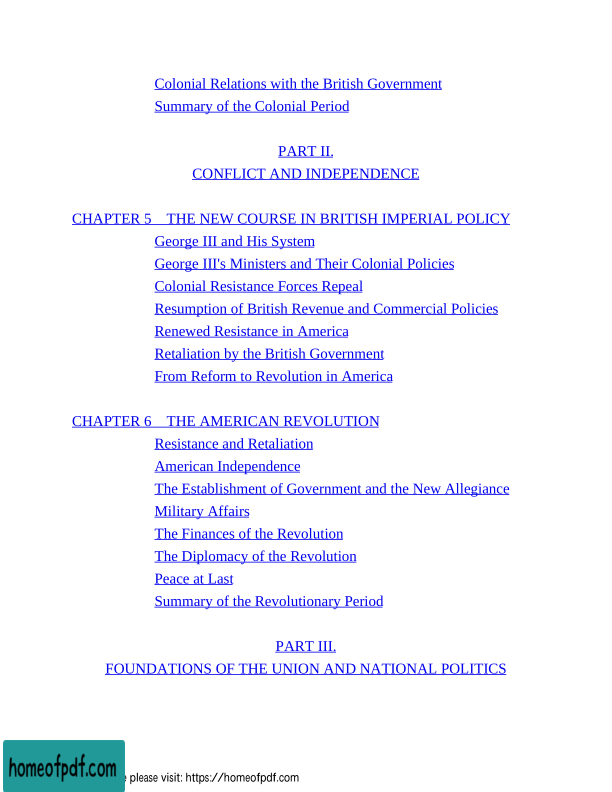 Colonial Relations with the British Government
Summary of the Colonial Period
PART II.
CONFLICT AND INDEPENDENCE
CHAPTER 5 THE NEW COURSE IN BRITISH IMPERIAL POLICY
George III and His System
George III's Ministers and Their Colonial Policies
Colonial Resistance Forces Repeal
Resumption of British Revenue and Commercial Policies
Renewed Resistance in America
Retaliation by the British Government
From Reform to Revolution in America
CHAPTER 6 THE AMERICAN REVOLUTION
Resistance and Retaliation
American Independence
The Establishment of Government and the New Allegiance
Military Affairs
The Finances of the Revolution
The Diplomacy of the Revolution
Peace at Last
Summary of the Revolutionary Period
PART III.
FOUNDATIONS OF THE UNION AND NATIONAL POLITICS
homeofpdf.com
please visit: https://homeofpdf.com